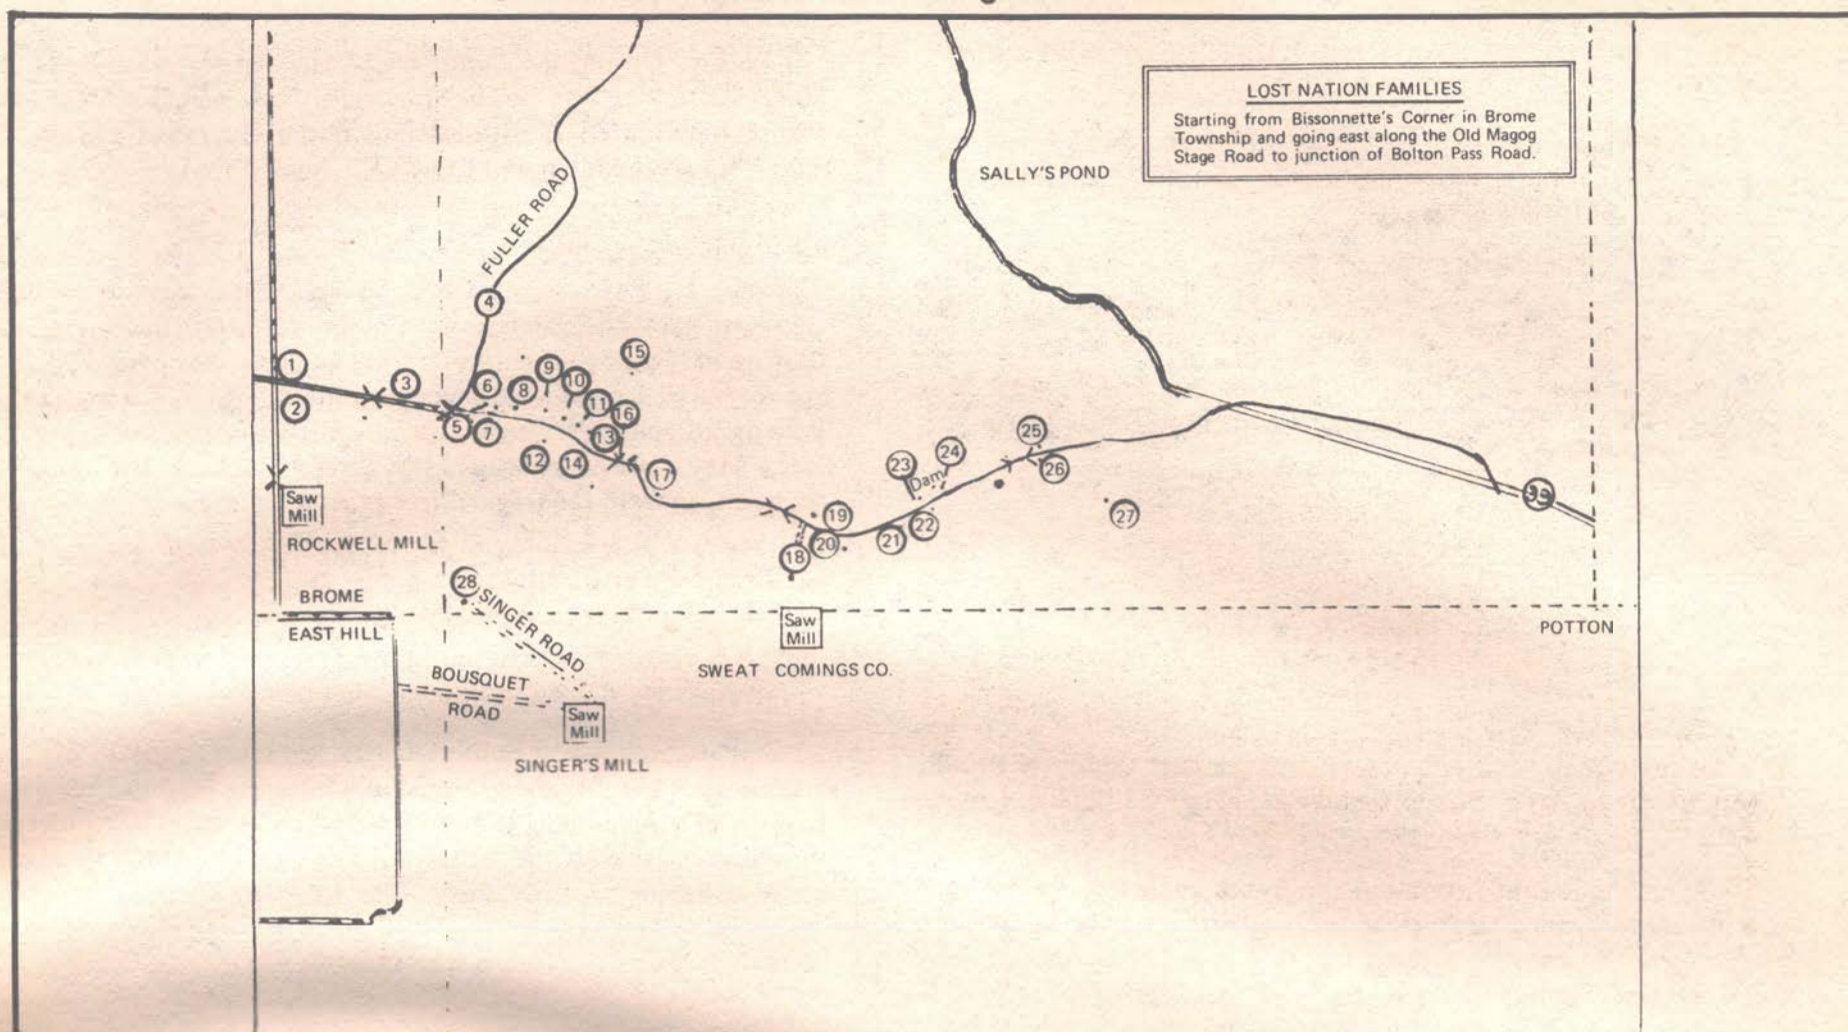 LOST NATION FAMILIES
Starting from Bissonnette's Corner in Brome
Township and going east along the Old Magog
Stage Road to junction of Bolton Pass Road.
SALLY'S POND
FULLER ROAD
4
15
1
3
9
10
6
8
11
16
2
5
7
13
12
14
17
25
24
23
Dam
26
33
Saw
Mill
19
22
27
20
21
18
ROCKWELL MILL
28
SINGER ROAD
BROME
EAST HILL
Saw
Mill
POTTON
SWEAT COMINGS CO.
BOUSQUET
ROAD
Saw
Mill
SINGER'S MILL